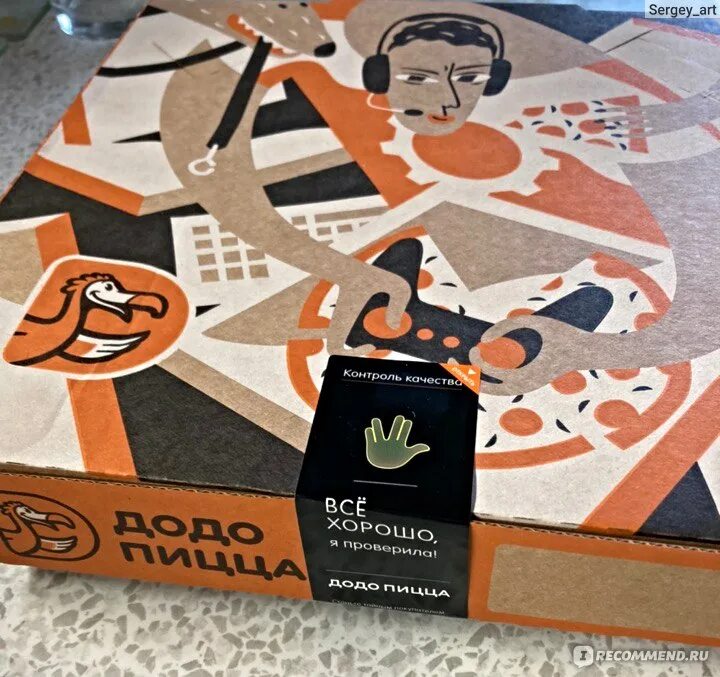 Sergey_art
Контроль качества
ВСЁ
ХОРОШО,
я проверила!
ДОДО ПИЦЦА
ДОДО
ПИЦЦА
I RECOMMEND.RU